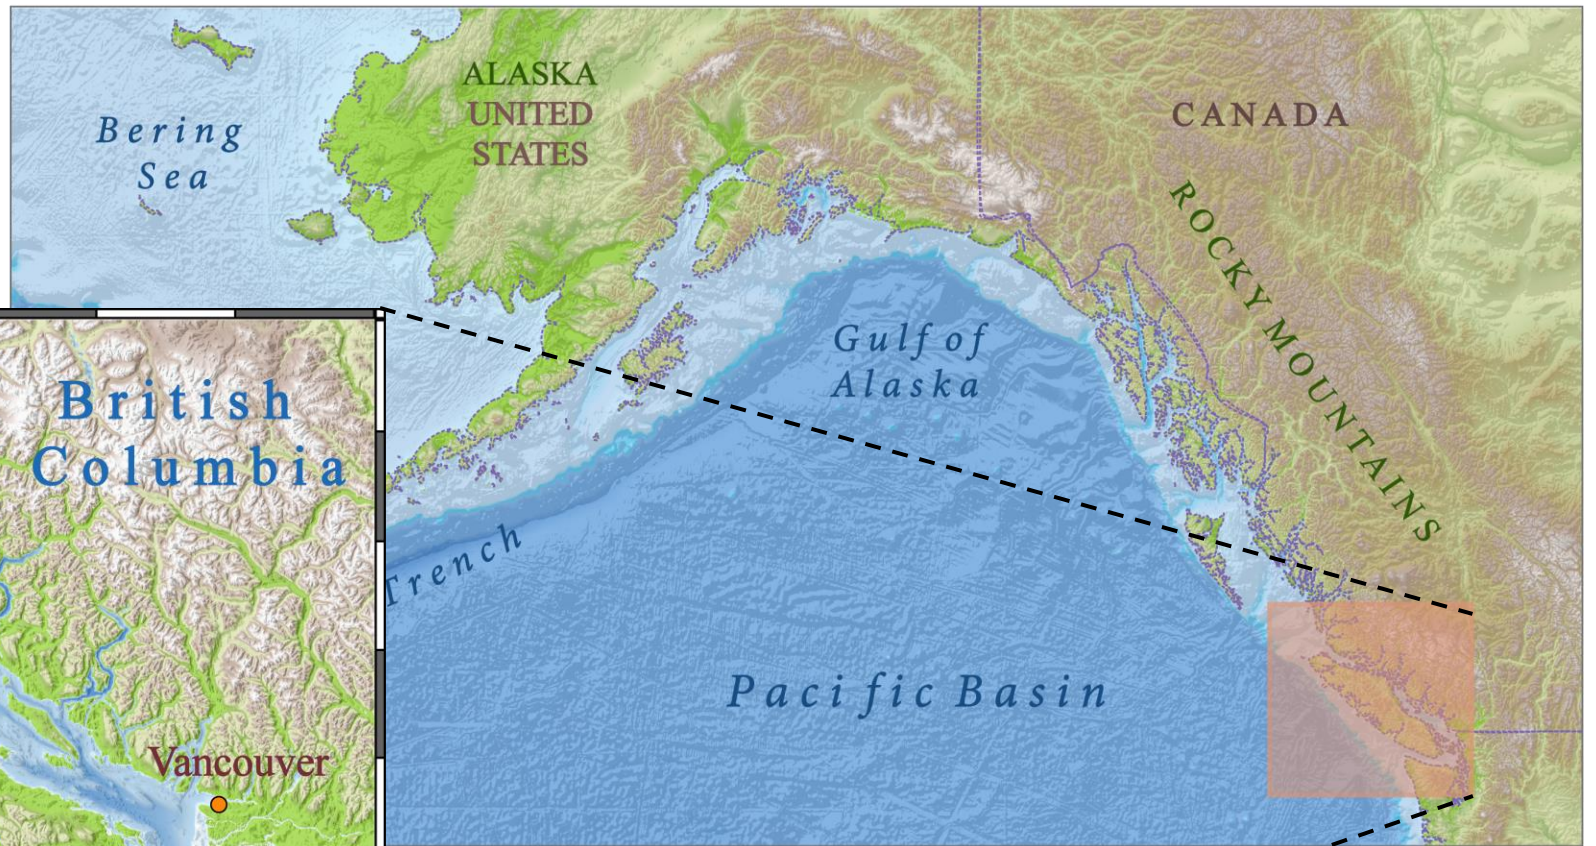 ALASKA
UNITED
STATES
CANADA
Bering
Sea
ROCKY MOUNTAINS
Gulf of
Alaska
British
Columbia
Trench
Pacific Basin
Vancouver